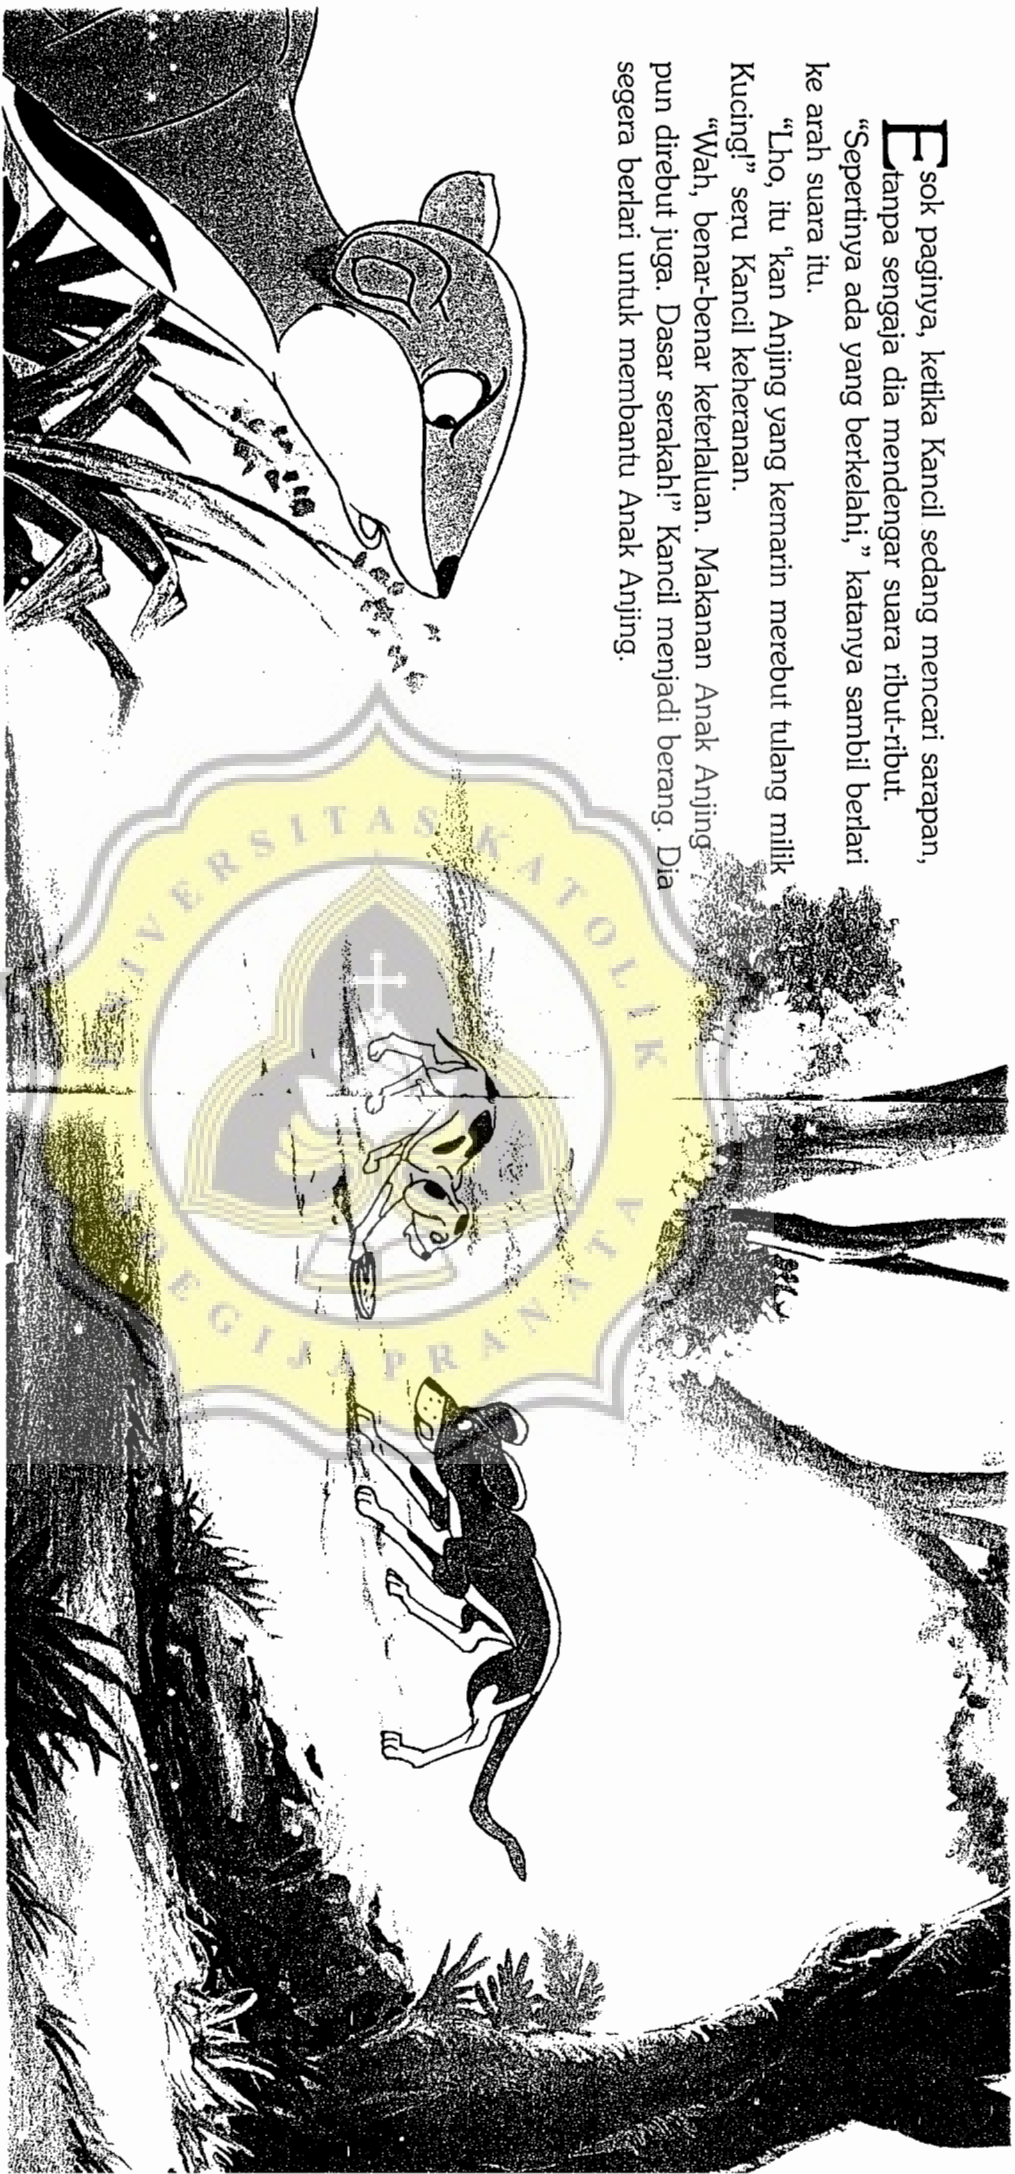 Esok paginya, ketika Kancil sedang mencari sarapan,
tanpa sengaja dia mendengar suara ribut-ribut.
“Sepertinya ada yang berkelahi,” katanya sambil berlari
ke arah suara itu.
“Lho, itu ‘kan Anjing yang kemarin merebut tulang milik
Kucing!” seru Kancil keheranan.
“Wah, benar-benar keterlaluan. Makanan Anak Anjing
pun direbut juga. Dasar serakah!” Kancil menjadi berang. Dia
segera berlari untuk membantu Anak Anjing.
UNIVERSITAS KATOLIK
SOEGIJAPRANATA